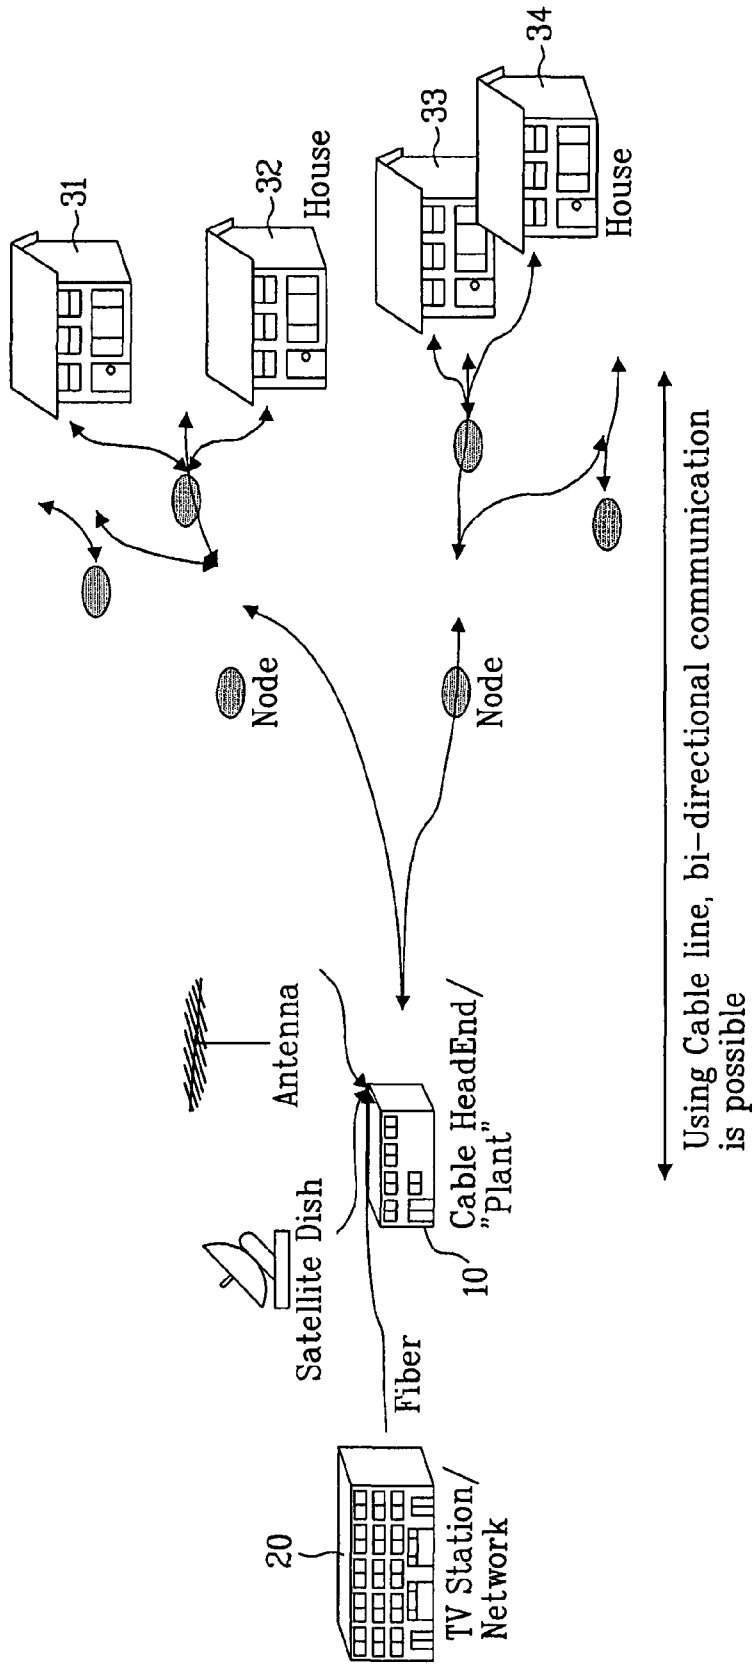 31
32
House
33
34
House
Node
Node
Antenna
Satellite Dish
Cable HeadEnd/
"Plant"
10
Fiber
20
TV Station/
Network
Using Cable line, bi-directional communication
is possible